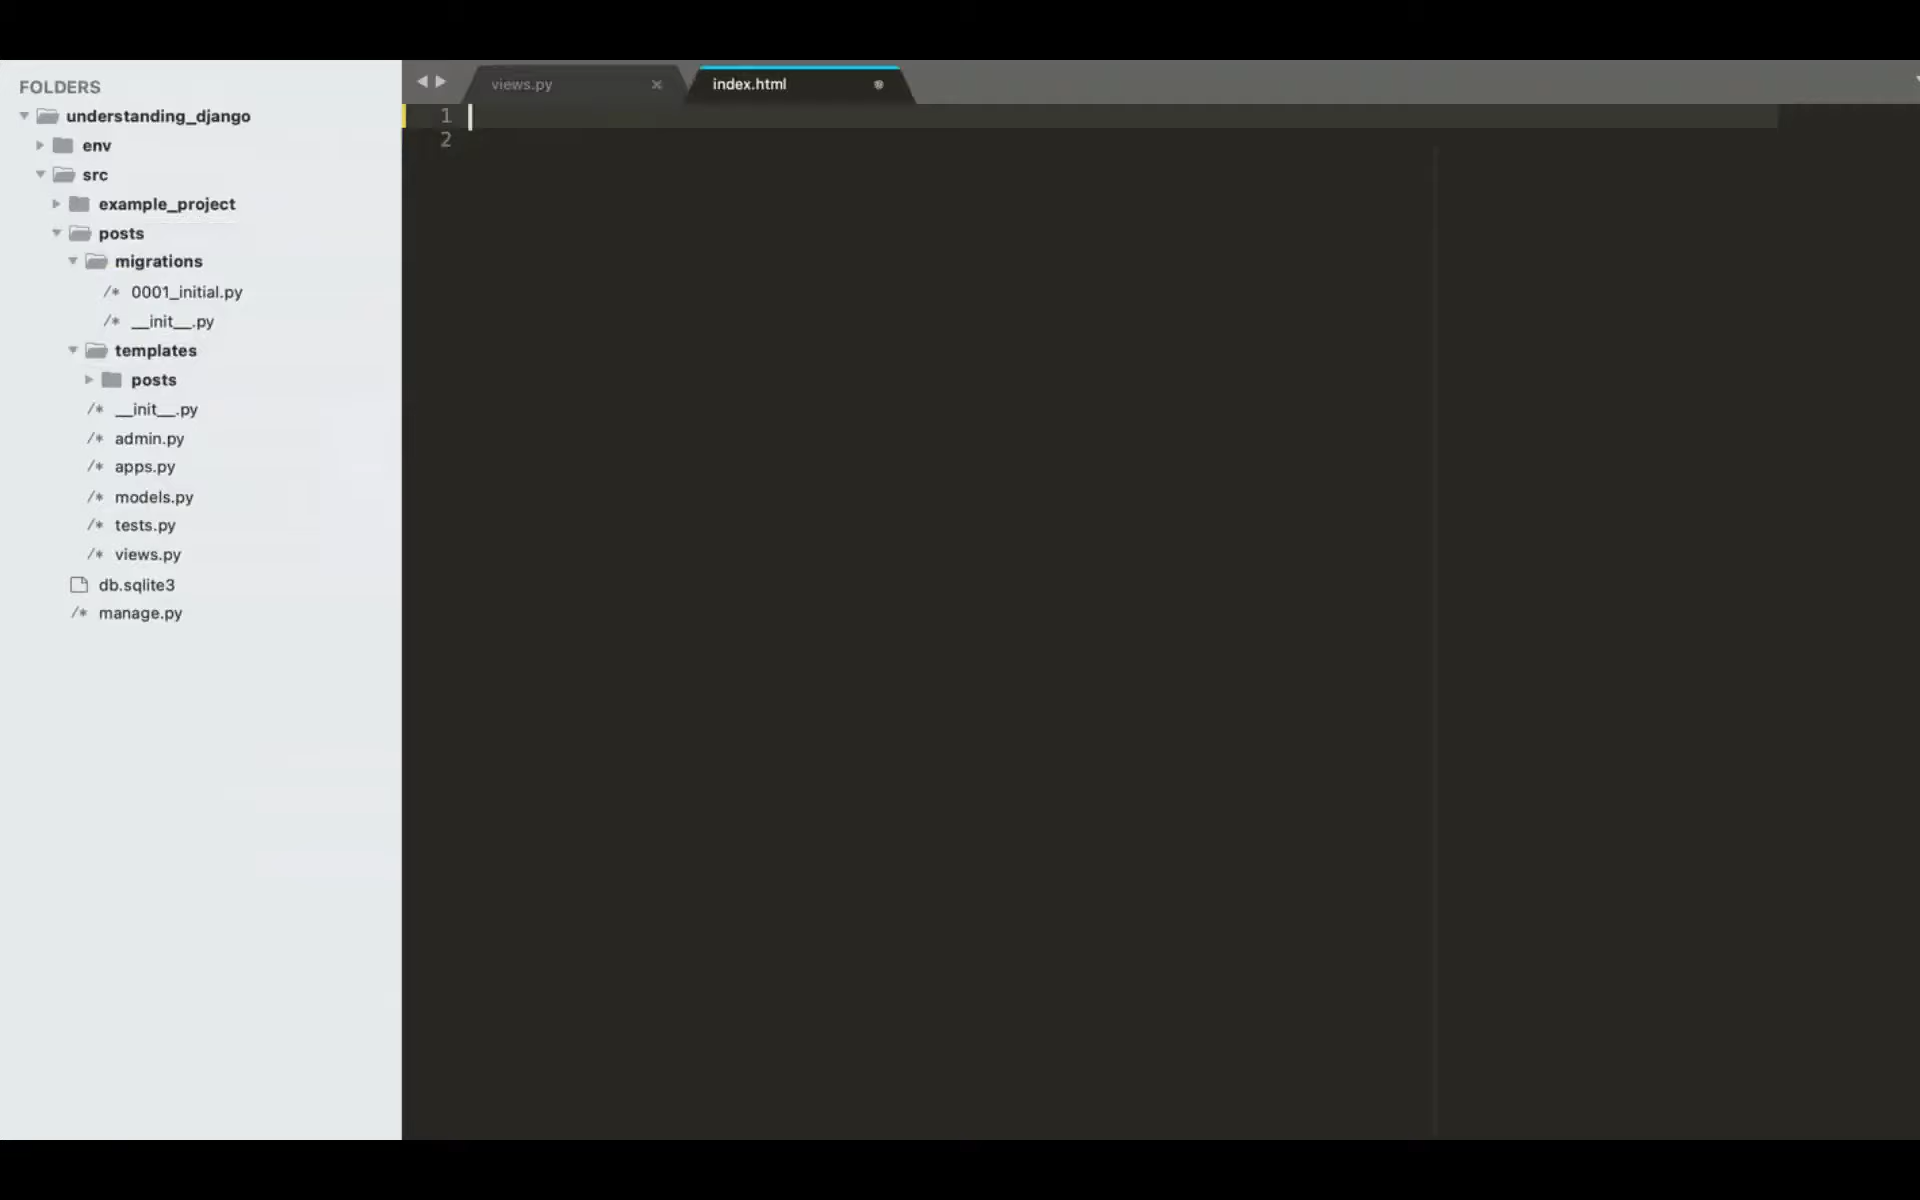 FOLDERS
understanding_django
env
src
example_project
posts
migrations
/* 0001_initial.py
/* __init__.py
templates
posts
/* __init__.py
/* admin.py
/* apps.py
/* models.py
/* tests.py
/* views.py
db.sqlite3
/* manage.py
views.py
index.html
1
2